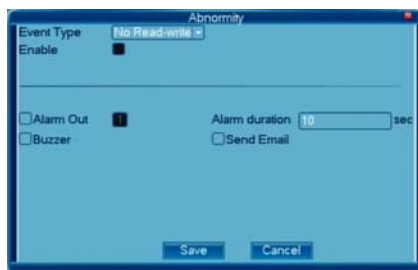 Abnormity
Event Type No Read-write
Enable
Alarm Out 1 Alarm duration 10 sec
Buzzer Send Email
Save Cancel